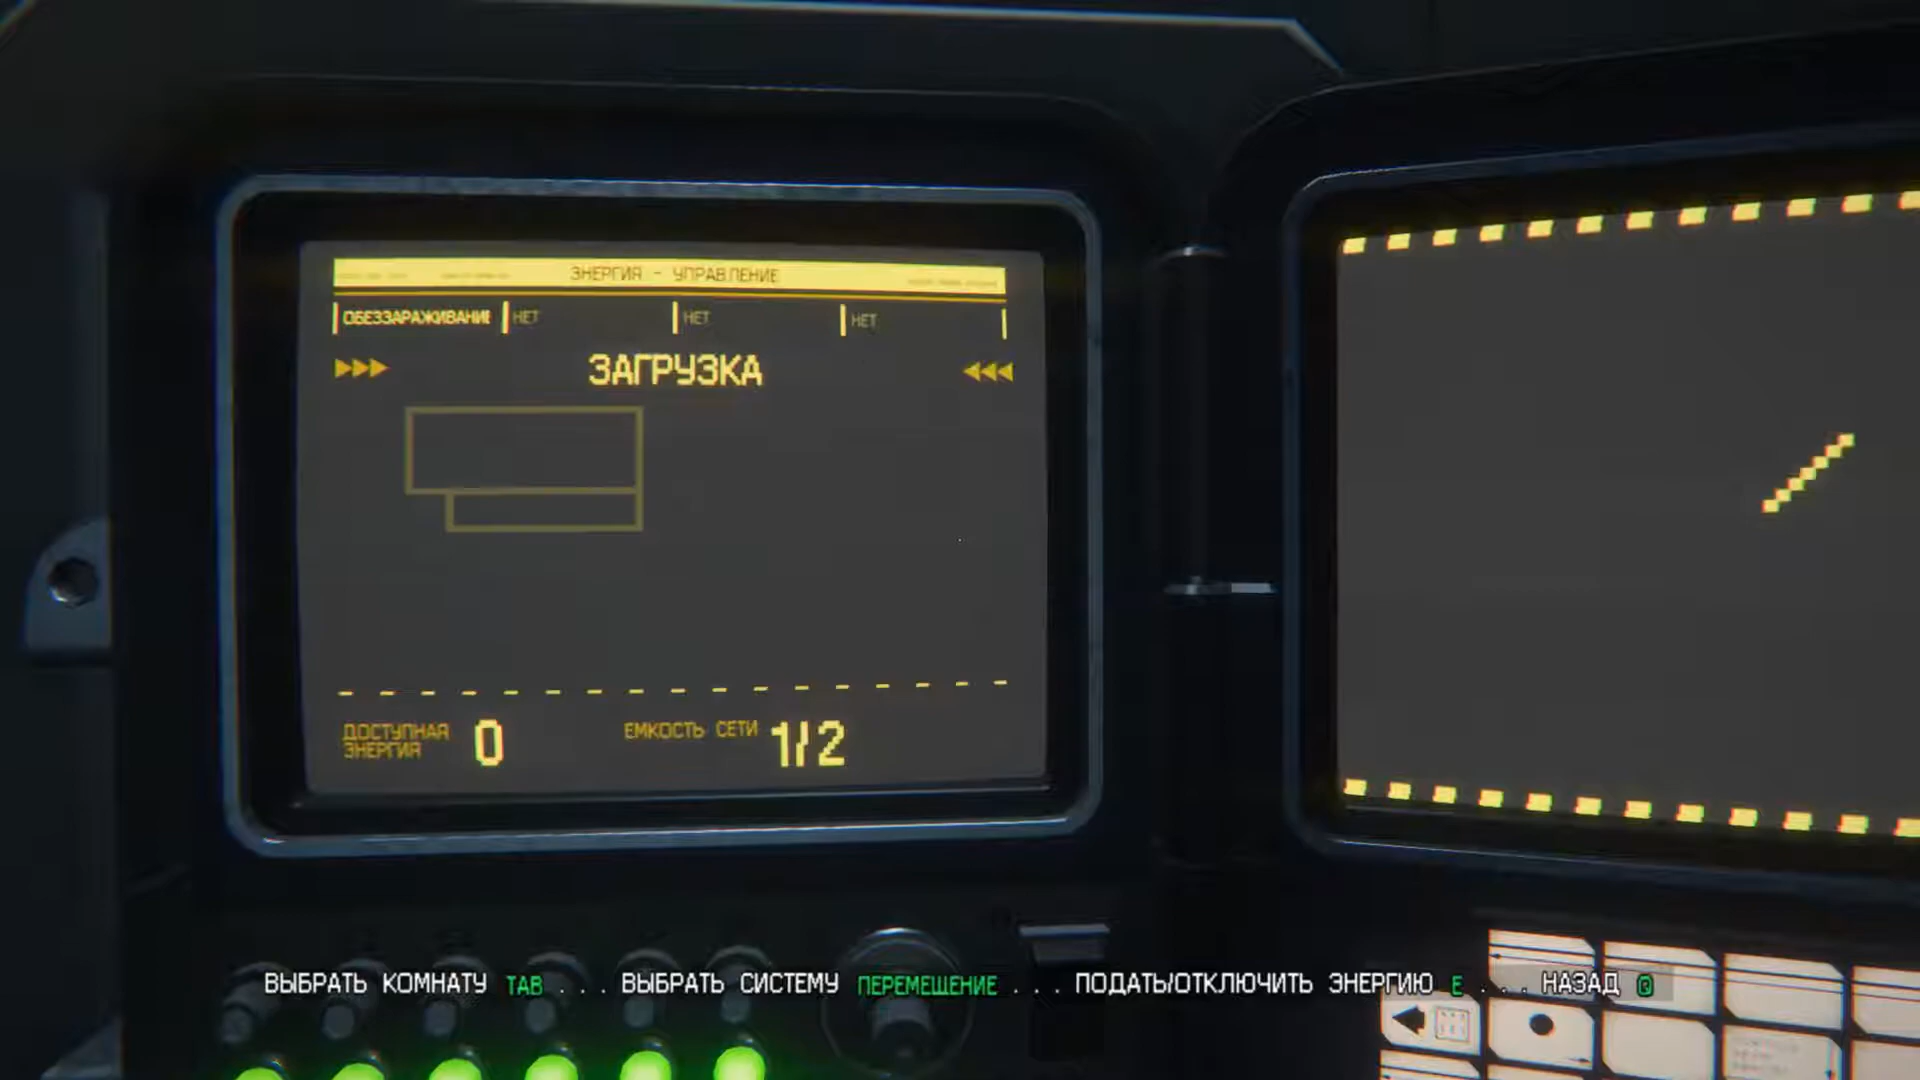 ЭНЕРГИЯ - УПРАВЛЕНИЕ
ОБЕЗЗАРАЖИВАНИЕ НЕТ НЕТ НЕТ
ЗАГРУЗКА
ДОСТУПНАЯ ЭНЕРГИЯ 0 ЕМКОСТЬ СЕТИ 1/2
ВЫБРАТЬ КОМНАТУ TAB . . . ВЫБРАТЬ СИСТЕМУ ПЕРЕМЕЩЕНИЕ . . . ПОДАТЬ/ОТКЛЮЧИТЬ ЭНЕРГИЮ E . . . НАЗАД Q